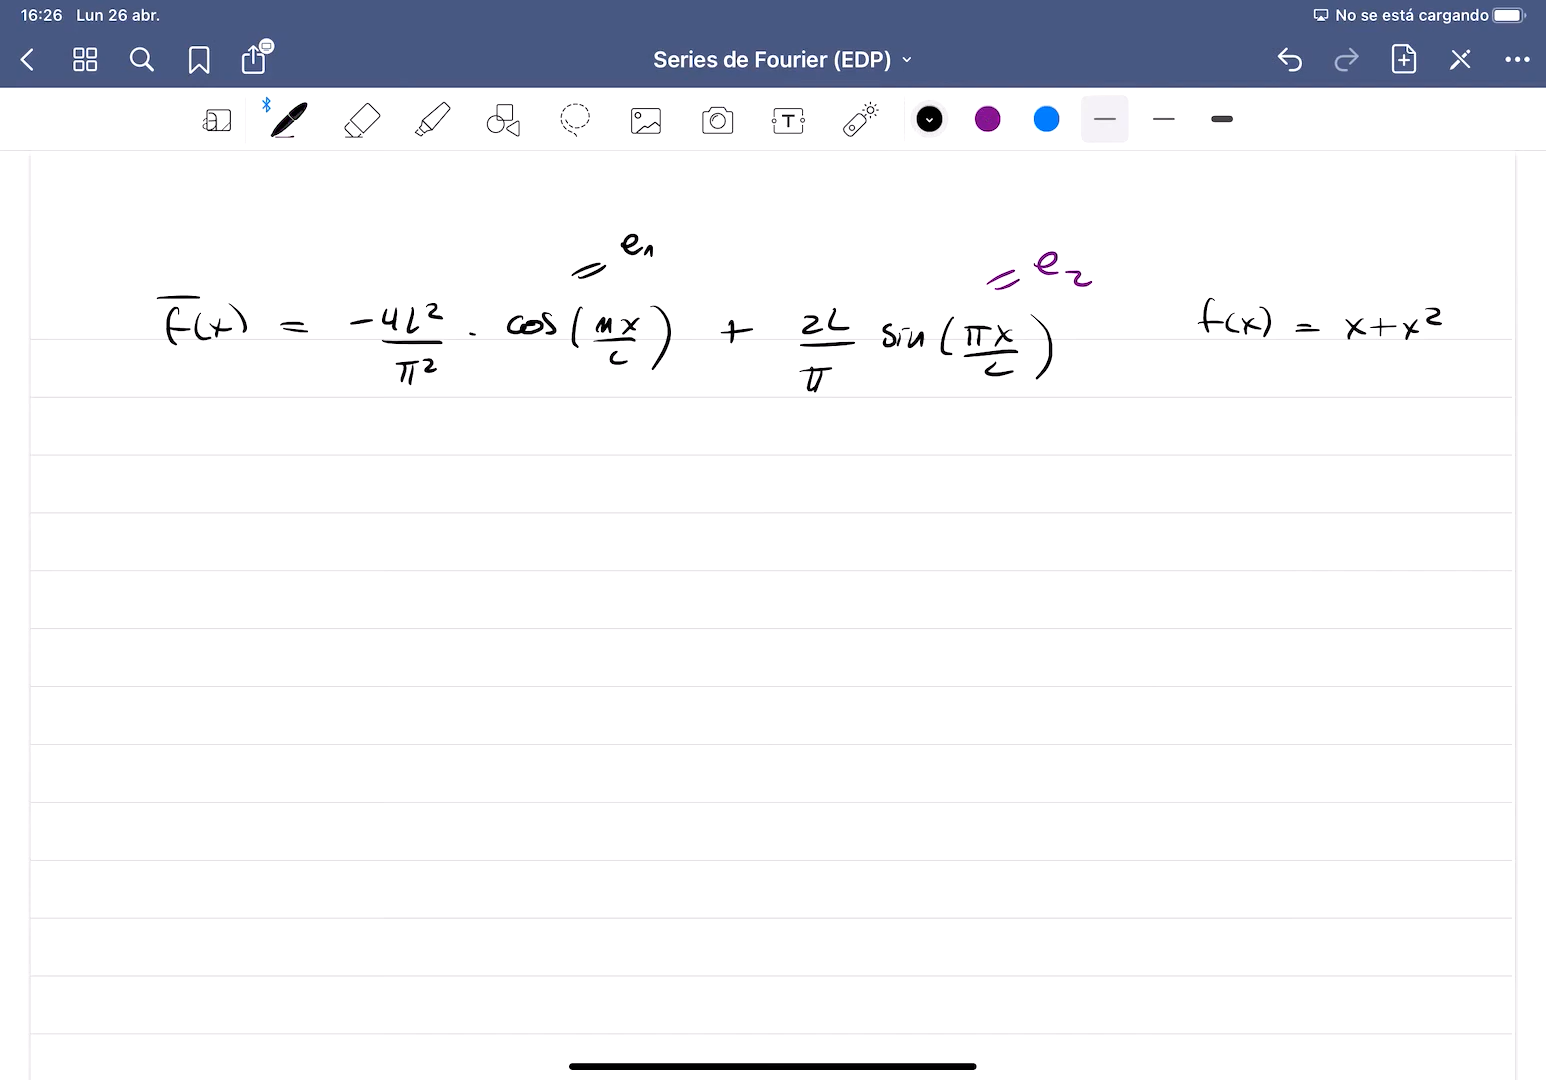 16:26 Lun 26 abr. No se está cargando
Series de Fourier (EDP)
T
= e₁
= e₂
f̅(x) = -4L²/π² · cos(πx/L) + 2L/π sin(πx/L) f(x) = x+x²